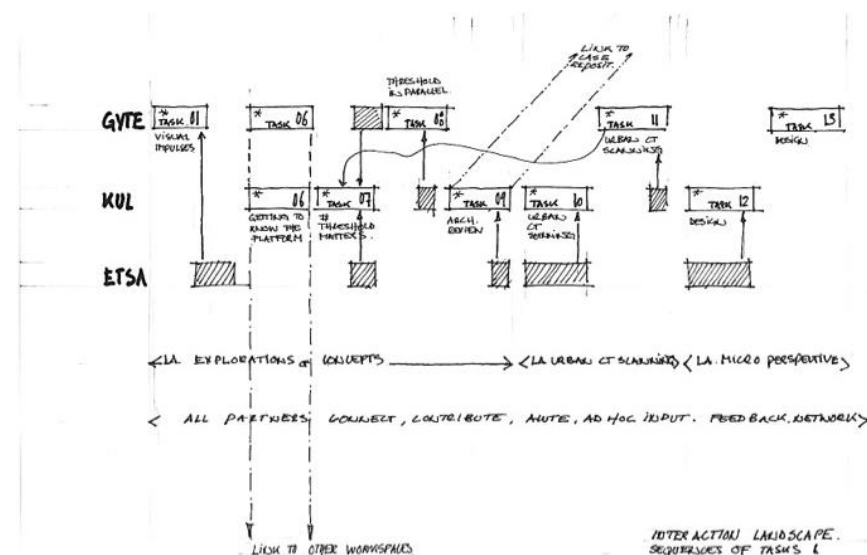 LINK TO
CASE
REPOSIT.
THRESHOLD
IN PARALLEL
GVTE
* TASK 01
* TASK 06
* TASK 08
* TASK 11
* TASK 13
VISUAL
IMPULSES
URBAN CT
SCANNING
DESIGN
KUL
* 06
* TASK 07
* TASK 09
* TASK 10
* TASK 12
GETTING TO
KNOW THE
PLATFORM
#
THRESHOLD
MATTERS.
ARCH.
REVIEW
URBAN
CT
DESIGN
ETSA
<LA EXPLORATIONS OF CONCEPTS
<LA URBAN CT SCANNING>
<LA. MICRO PERSPECTIVE>
< ALL PARTNERS CONNECT, CONTRIBUTE, AD HOC INPUT. FEEDBACK. NETWORK>
LINK TO OTHER WORKSPACES
INTERACTION LANDSCAPE.
SEQUENCES OF TASKS